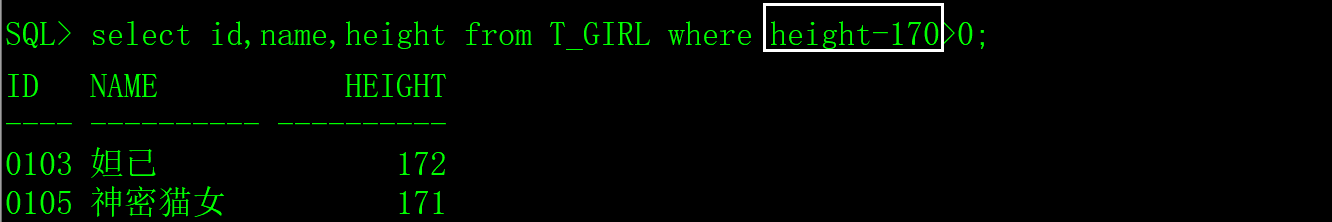 SQL> select id,name,height from T_GIRL where height-170>0;
ID   NAME           HEIGHT
---- ---------- ----------
0103 妲己              172
0105 神密猫女          171